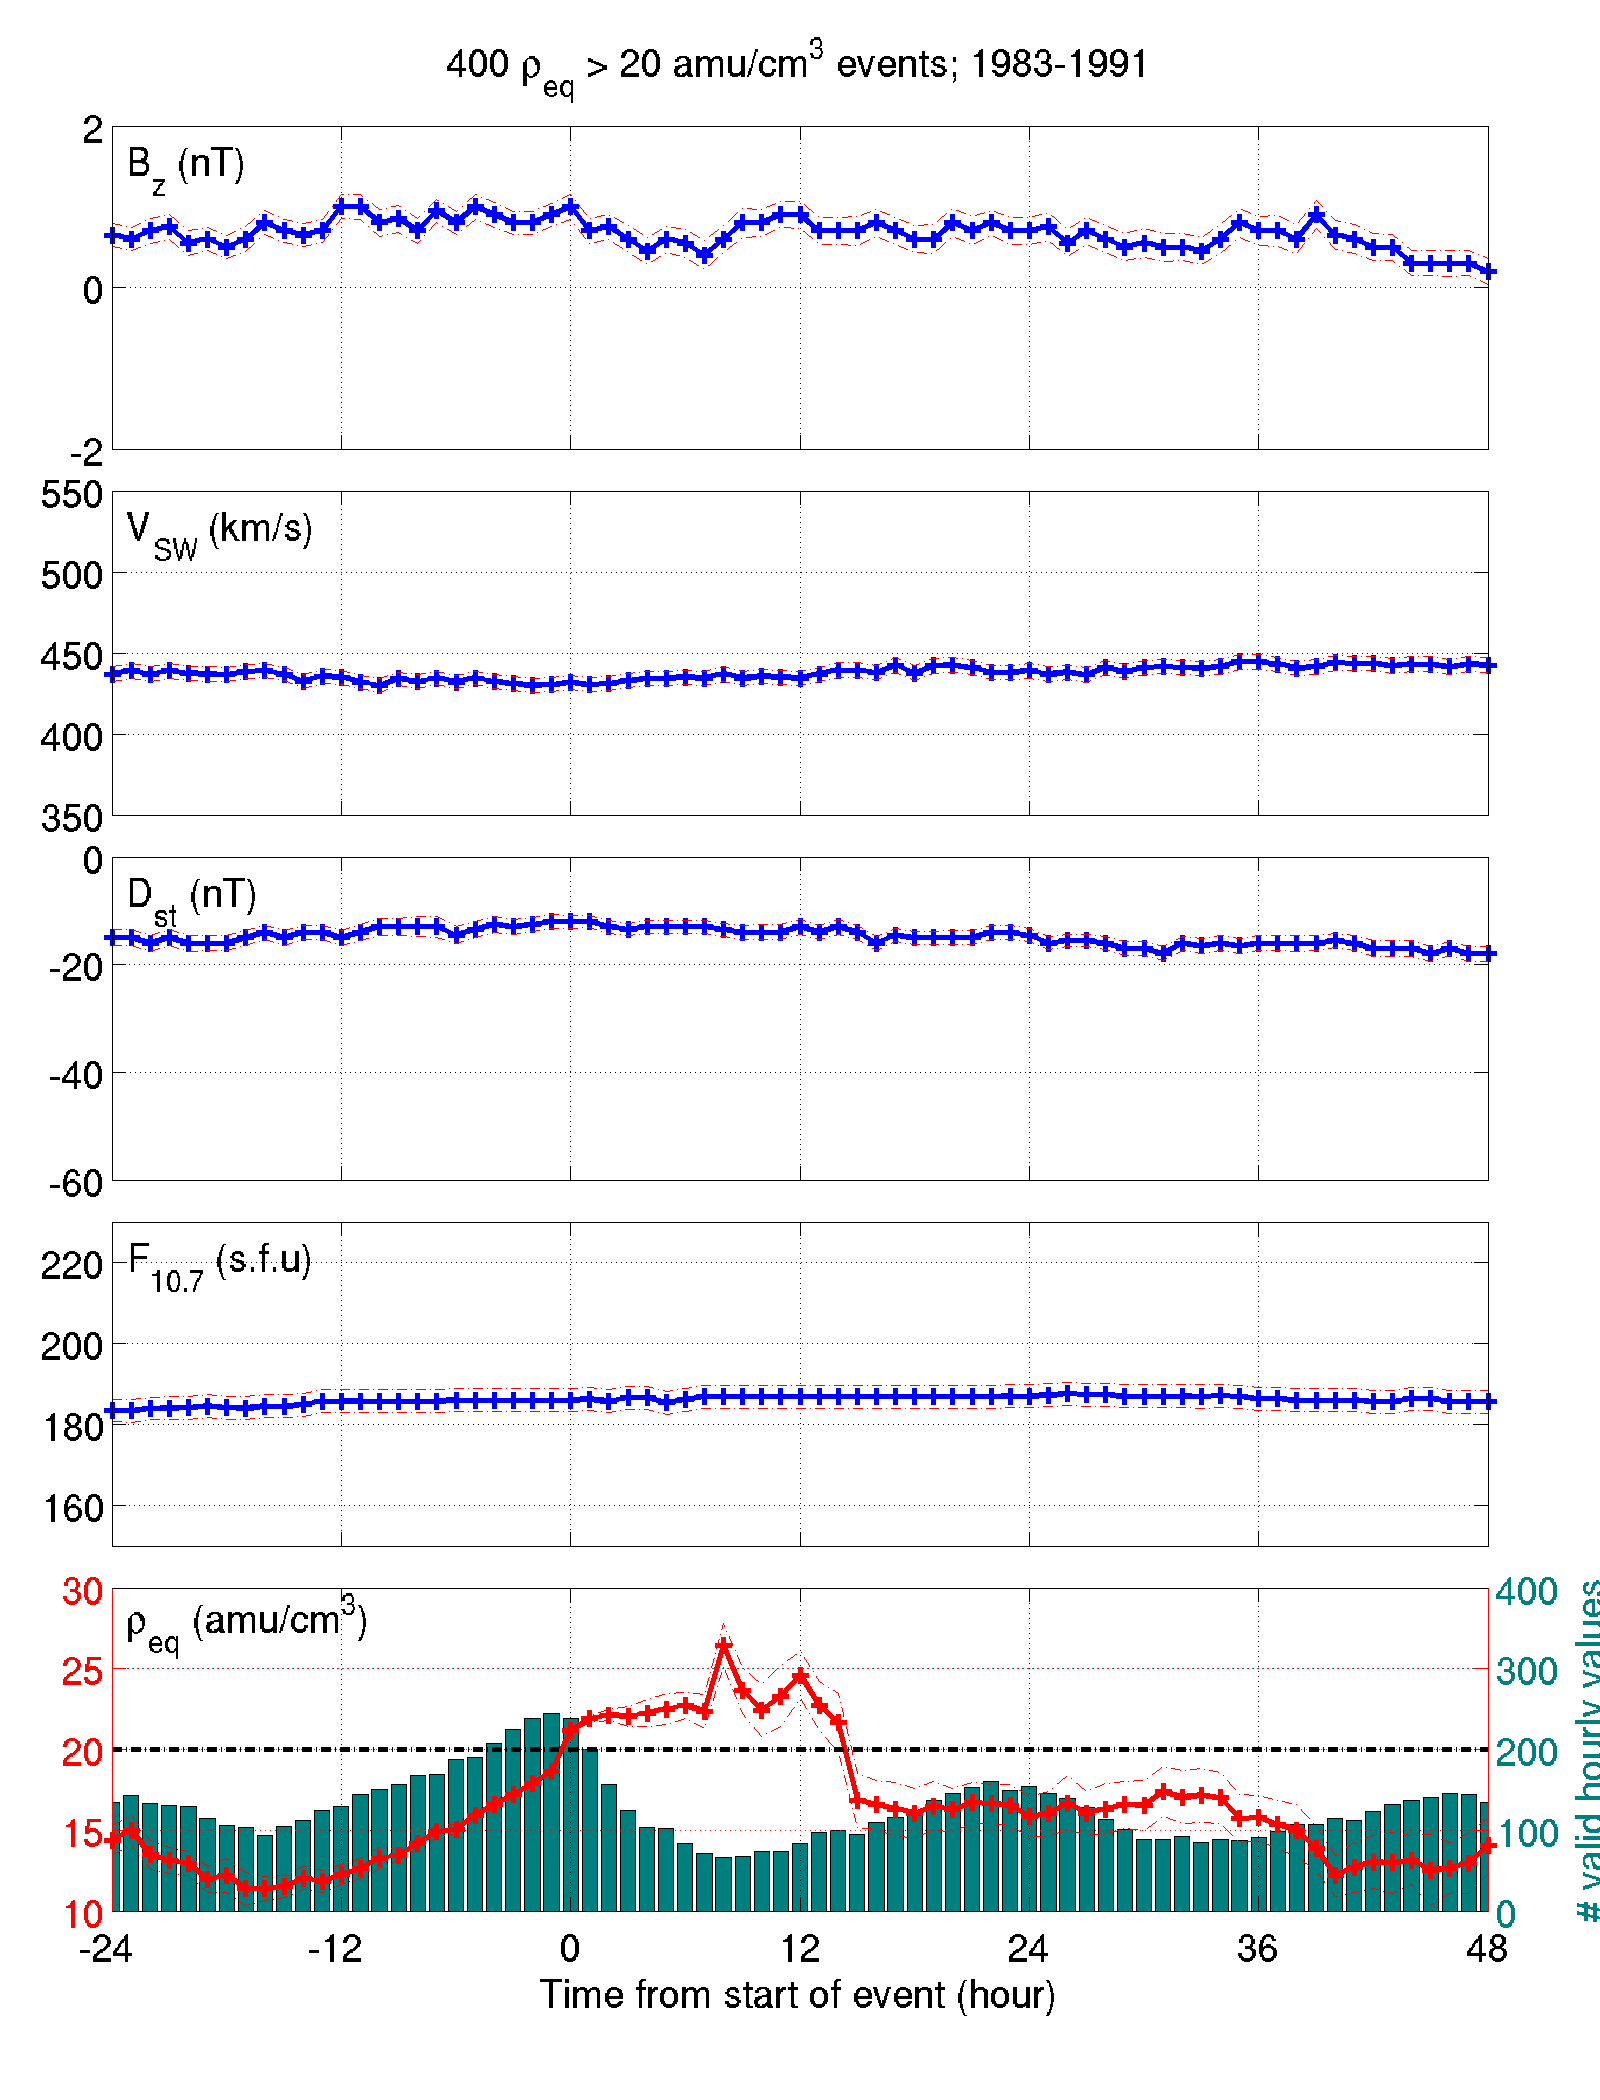 400 ρeq > 20 amu/cm³ events; 1983-1991
2
Bz (nT)
0
-2
550
VSW (km/s)
500
450
400
350
0
Dst (nT)
-20
-40
-60
220
F10.7 (s.f.u)
200
180
160
30
ρeq (amu/cm³)
25
20
15
10
400
300
200
100
0
# valid hourly values
-24 -12 0 12 24 36 48
Time from start of event (hour)